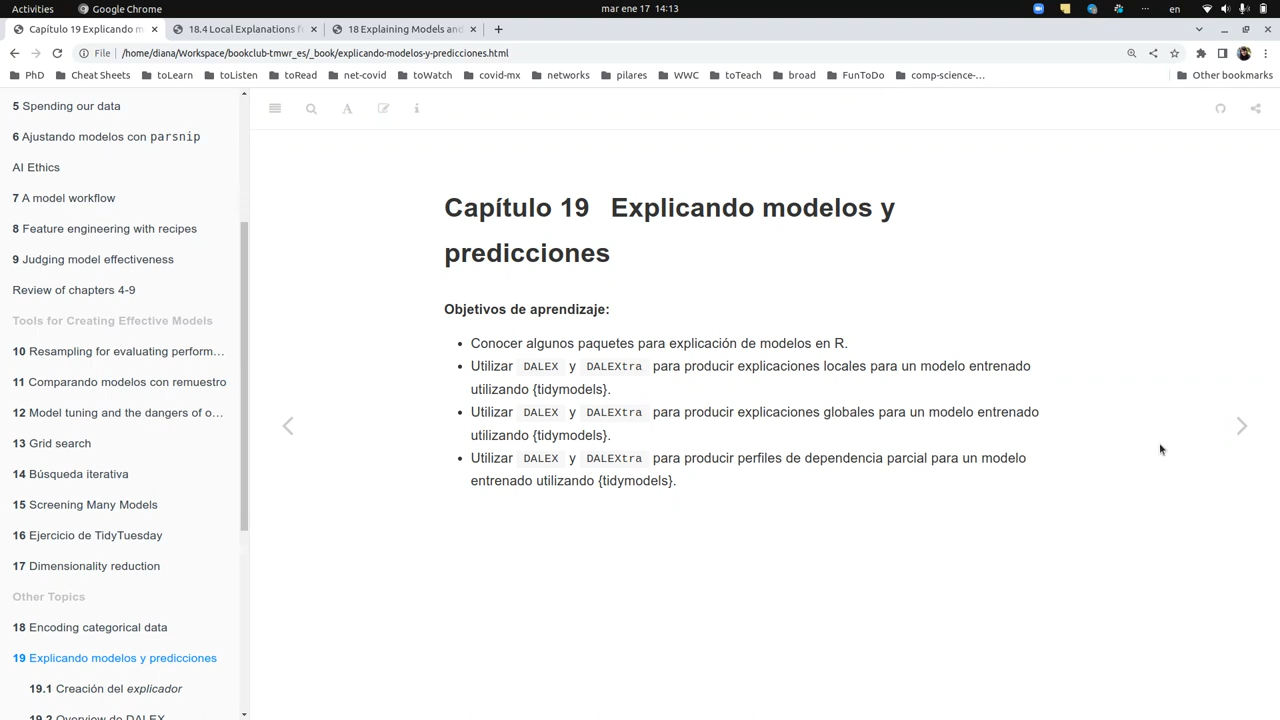 Activities
Google Chrome
mar ene 17 14:13
en
Capítulo 19 Explicando m
18.4 Local Explanations f
18 Explaining Models and
File
/home/diana/Workspace/bookclub-tmwr_es/_book/explicando-modelos-y-predicciones.html
PhD
Cheat Sheets
toLearn
toListen
toRead
net-covid
toWatch
covid-mx
networks
pilares
WWC
toTeach
broad
FunToDo
comp-science-...
Other bookmarks
5 Spending our data
6 Ajustando modelos con parsnip
AI Ethics
7 A model workflow
8 Feature engineering with recipes
9 Judging model effectiveness
Review of chapters 4-9
Tools for Creating Effective Models
10 Resampling for evaluating perform...
11 Comparando modelos con remuestro
12 Model tuning and the dangers of o...
13 Grid search
14 Búsqueda iterativa
15 Screening Many Models
16 Ejercicio de TidyTuesday
17 Dimensionality reduction
Other Topics
18 Encoding categorical data
19 Explicando modelos y predicciones
19.1 Creación del explicador
19.2 Overview de DALEX
Capítulo 19 Explicando modelos y
predicciones
Objetivos de aprendizaje:
• Conocer algunos paquetes para explicación de modelos en R.
• Utilizar DALEX y DALEXtra para producir explicaciones locales para un modelo entrenado
utilizando {tidymodels}.
• Utilizar DALEX y DALEXtra para producir explicaciones globales para un modelo entrenado
utilizando {tidymodels}.
• Utilizar DALEX y DALEXtra para producir perfiles de dependencia parcial para un modelo
entrenado utilizando {tidymodels}.